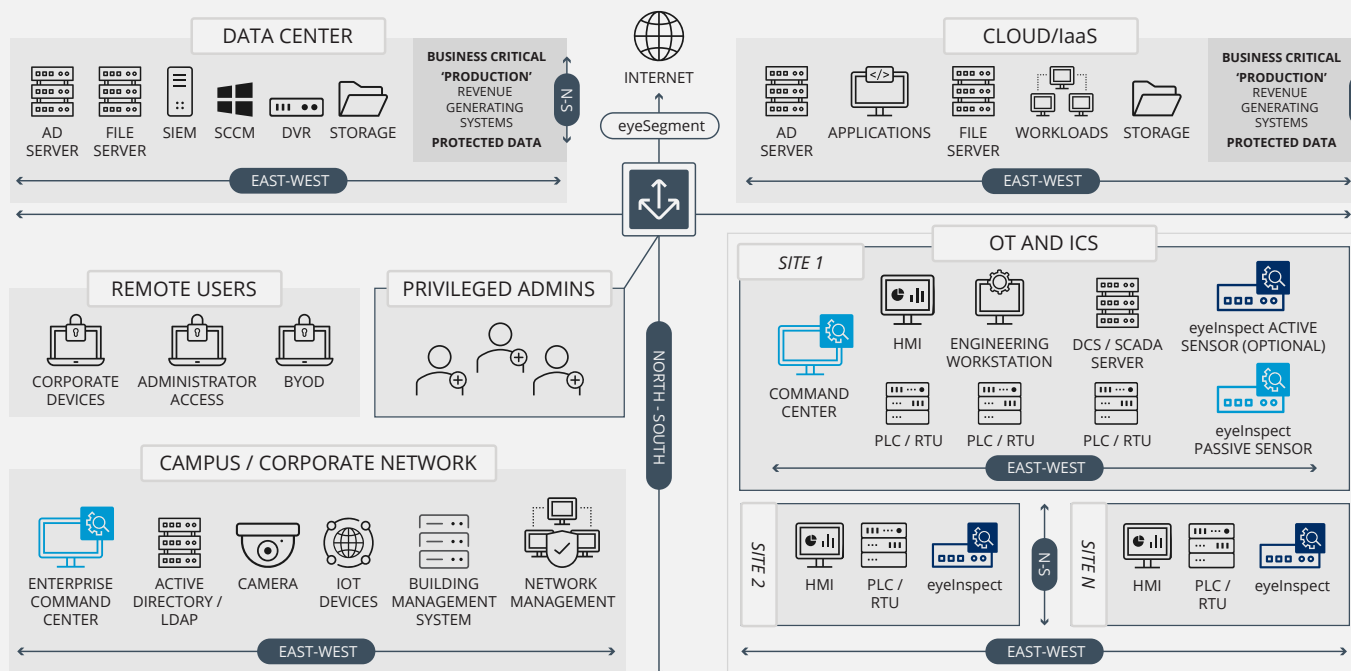 DATA CENTER
AD
SERVER
FILE
SERVER
SIEM
SCCM
DVR
STORAGE
BUSINESS CRITICAL
'PRODUCTION'
REVENUE
GENERATING
SYSTEMS
PROTECTED DATA
N-S
EAST-WEST
INTERNET
eyeSegment
CLOUD/IaaS
AD
SERVER
APPLICATIONS
</>
FILE
SERVER
WORKLOADS
STORAGE
BUSINESS CRITICAL
'PRODUCTION'
REVENUE
GENERATING
SYSTEMS
PROTECTED DATA
EAST-WEST
REMOTE USERS
CORPORATE
DEVICES
ADMINISTRATOR
ACCESS
BYOD
PRIVILEGED ADMINS
NORTH - SOUTH
OT AND ICS
SITE 1
COMMAND
CENTER
HMI
ENGINEERING
WORKSTATION
DCS / SCADA
SERVER
eyeInspect ACTIVE
SENSOR (OPTIONAL)
PLC / RTU
PLC / RTU
PLC / RTU
eyeInspect
PASSIVE SENSOR
EAST-WEST
CAMPUS / CORPORATE NETWORK
ENTERPRISE
COMMAND
CENTER
ACTIVE
DIRECTORY /
LDAP
CAMERA
IOT
DEVICES
BUILDING
MANAGEMENT
SYSTEM
NETWORK
MANAGEMENT
EAST-WEST
SITE 2
HMI
PLC /
RTU
eyeInspect
N-S
SITE N
HMI
PLC /
RTU
eyeInspect
EAST-WEST